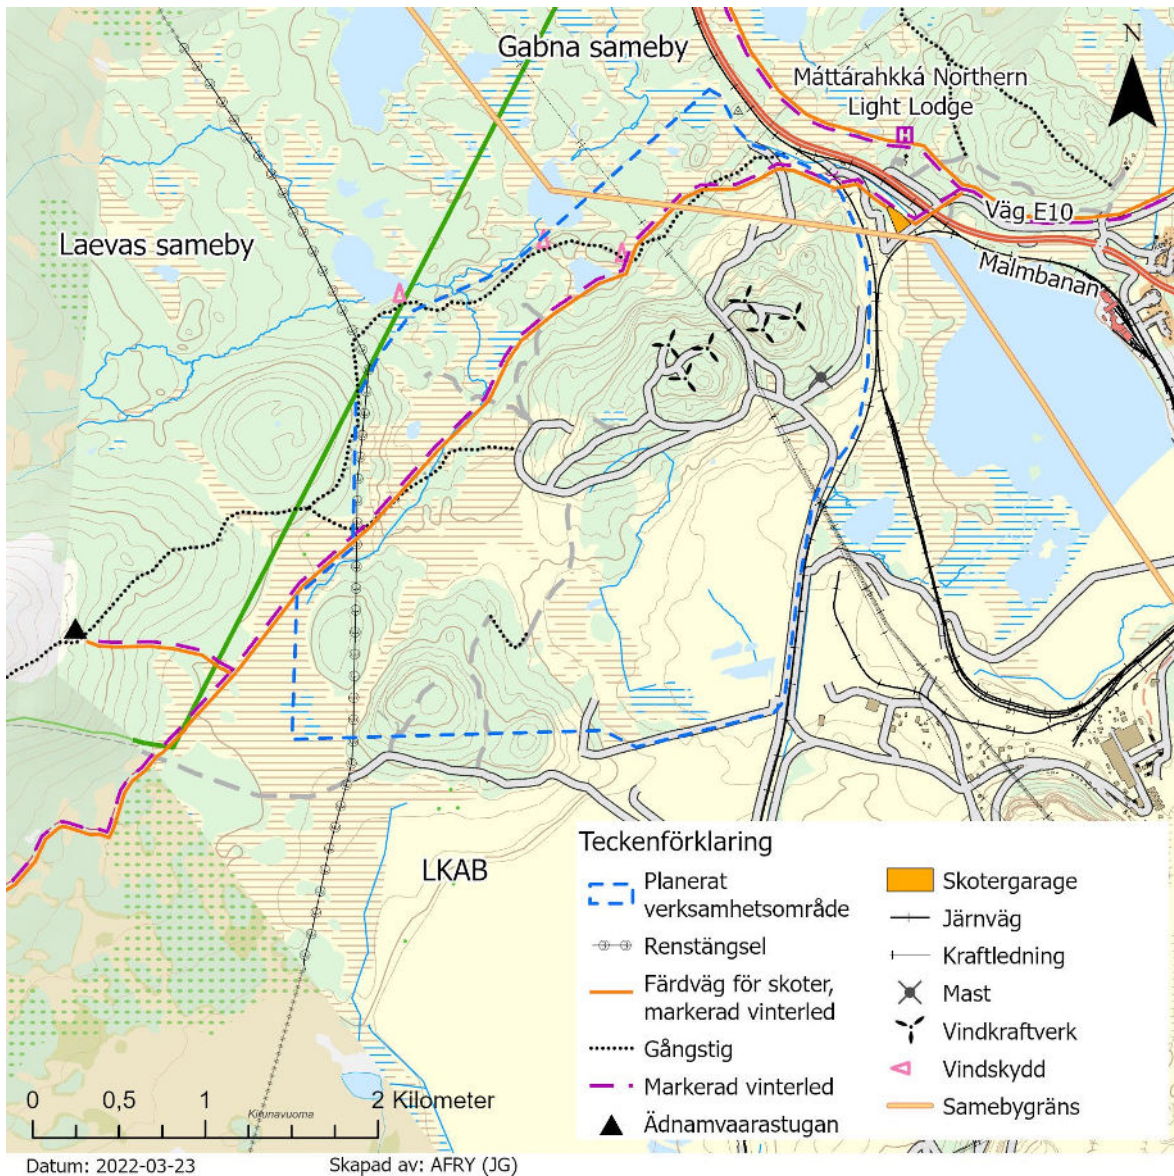 Gabna sameby
N
Máttárahkká Northern
Light Lodge
H
Väg E10
Laevas sameby
Malmbanan
LKAB
Teckenförklaring
Planerat
verksamhetsområde
Renstängsel
Färdväg för skoter,
markerad vinterled
Gångstig
Markerad vinterled
Ädnamvaarastugan
Skotergarage
Järnväg
Kraftledning
Mast
Vindkraftverk
Vindskydd
Samebygräns
0 0,5 1 2 Kilometer
Kirunavuoma
Datum: 2022-03-23 Skapad av: AFRY (JG)